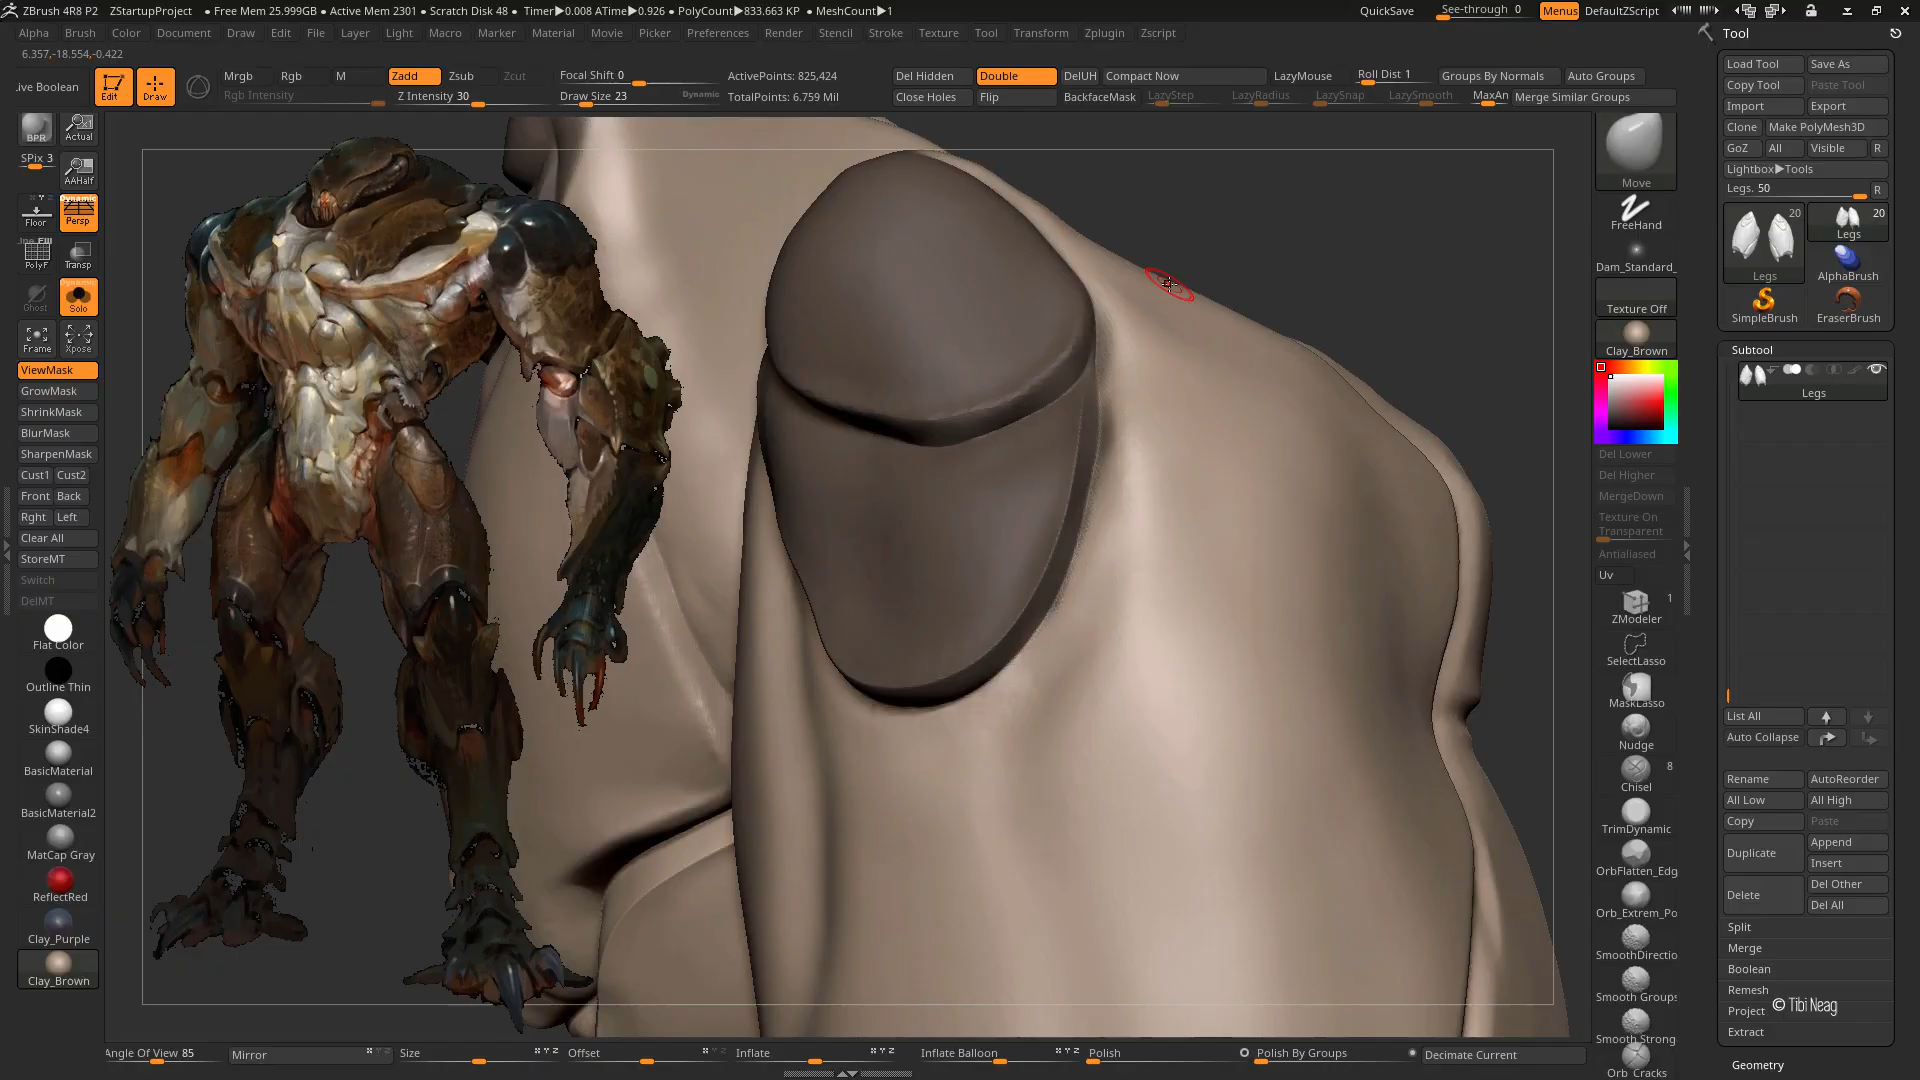 ZBrush 4R8 P2 ZStartupProject • Free Mem 25.999GB • Active Mem 2301 • Scratch Disk 48 • Timer▶0.008 ATime▶0.926 • PolyCount▶833.663 KP • MeshCount▶1 QuickSave See-through 0 Menus DefaultZScript
Alpha Brush Color Document Draw Edit File Layer Light Macro Marker Material Movie Picker Preferences Render Stencil Stroke Texture Tool Transform Zplugin Zscript
Tool
6.357,-18.554,-0.422
Live Boolean Edit Draw
Mrgb Rgb M Zadd Zsub Zcut Focal Shift 0 ActivePoints: 825,424 Del Hidden Double DelUH Compact Now LazyMouse Roll Dist 1 Groups By Normals Auto Groups
Rgb Intensity Z Intensity 30 Draw Size 23 Dynamic TotalPoints: 6.759 Mil Close Holes Flip BackfaceMask LazyStep LazyRadius LazySnap LazySmooth MaxAn Merge Similar Groups
BPR Actual
SPix 3 AAHalf
Dynamic
Floor Persp
PolyF Transp
Dynamic
Ghost Solo
Frame Xpose
ViewMask
GrowMask
ShrinkMask
BlurMask
SharpenMask
Cust1 Cust2
Front Back
Rght Left
Clear All
StoreMT
Switch
DelMT
Flat Color
Outline Thin
SkinShade4
BasicMaterial
BasicMaterial2
MatCap Gray
ReflectRed
Clay_Purple
Clay_Brown
Move
FreeHand
Dam_Standard_
Texture Off
Clay_Brown
Del Lower
Del Higher
MergeDown
Texture On
Transparent
Antialiased
Uv
1
ZModeler
SelectLasso
MaskLasso
Nudge
8
Chisel
TrimDynamic
OrbFlatten_Edg
Orb_Extrem_Po
SmoothDirectio
Smooth Groups
Smooth Strong
Orb_Cracks
Load Tool Save As
Copy Tool Paste Tool
Import Export
Clone Make PolyMesh3D
GoZ All Visible R
Lightbox▶Tools
Legs. 50 R
20 20
Legs
Legs AlphaBrush
SimpleBrush EraserBrush
Subtool
Legs
List All
Auto Collapse
Rename AutoReorder
All Low All High
Copy Paste
Duplicate Append
Insert
Delete Del Other
Del All
Split
Merge
Boolean
Remesh
Project © Tibi Neag
Extract
Geometry
Angle Of View 85 Mirror Size Offset Inflate Inflate Balloon Polish Polish By Groups Decimate Current